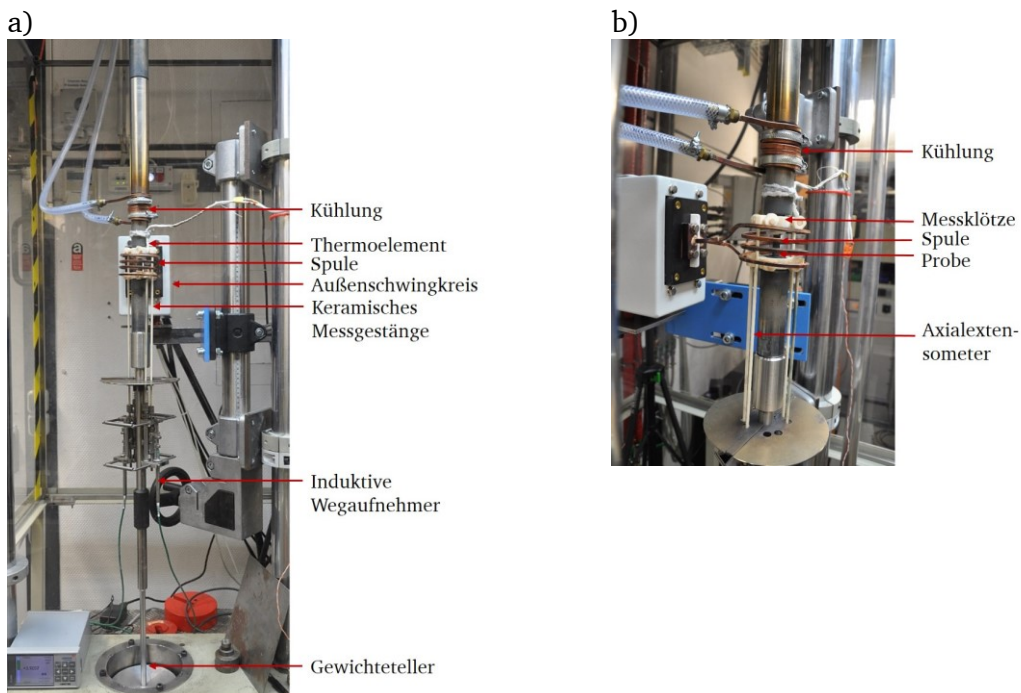 a)
Kühlung
Thermoelement
Spule
Außenschwingkreis
Keramisches
Messgestänge
Induktive
Wegaufnehmer
Gewichteteller
b)
Kühlung
Messklötze
Spule
Probe
Axialexten-
someter